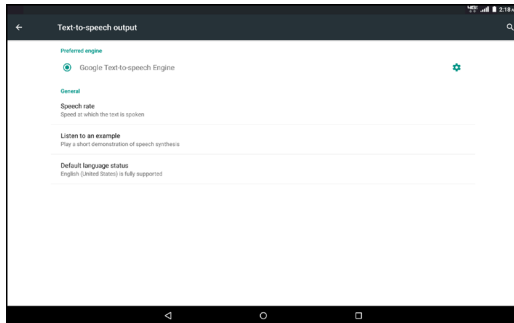 2:18
Text-to-speech output
Preferred engine
Google Text-to-speech Engine
General
Speech rate
Speed at which the text is spoken
Listen to an example
Play a short demonstration of speech synthesis
Default language status
English (United States) is fully supported